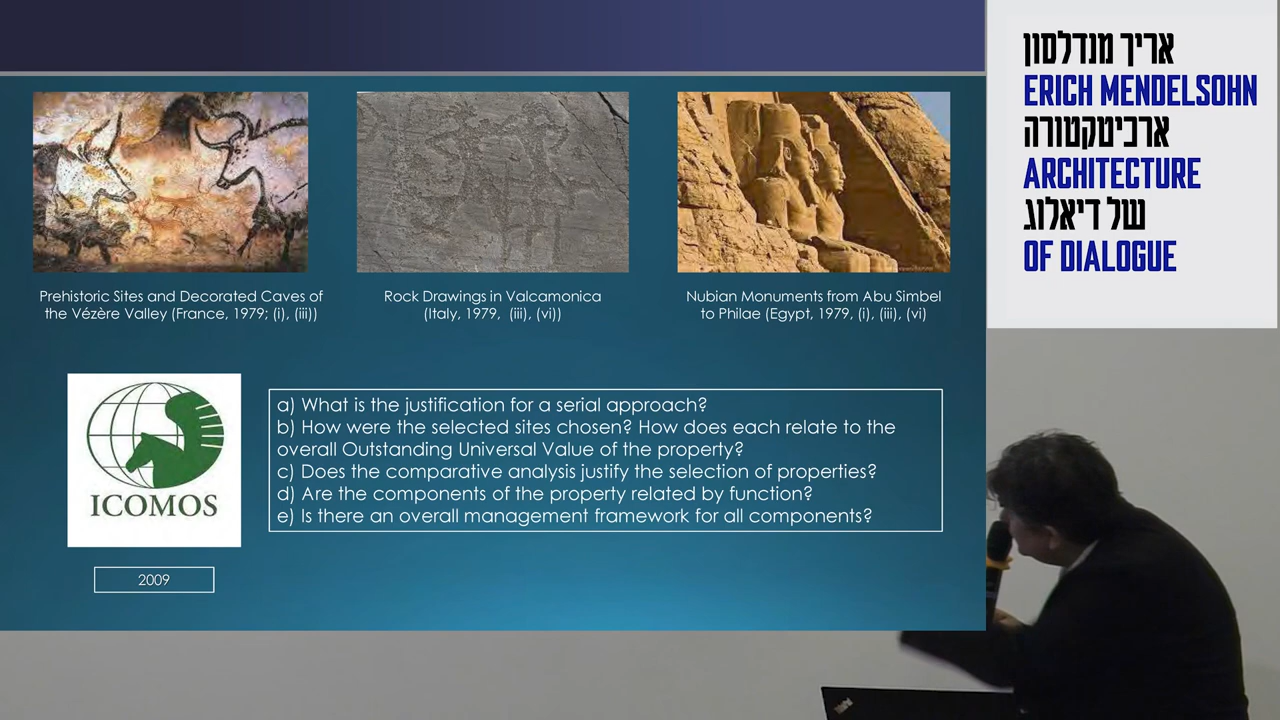 אריך מנדלסון
ERICH MENDELSOHN
ארכיטקטורה
ARCHITECTURE
של דיאלוג
OF DIALOGUE
Prehistoric Sites and Decorated Caves of
the Vézère Valley (France, 1979; (i), (iii))
Rock Drawings in Valcamonica
(Italy, 1979, (iii), (vi))
Nubian Monuments from Abu Simbel
to Philae (Egypt, 1979, (i), (iii), (vi)
ICOMOS
2009
a) What is the justification for a serial approach?
b) How were the selected sites chosen? How does each relate to the
overall Outstanding Universal Value of the property?
c) Does the comparative analysis justify the selection of properties?
d) Are the components of the property related by function?
e) Is there an overall management framework for all components?